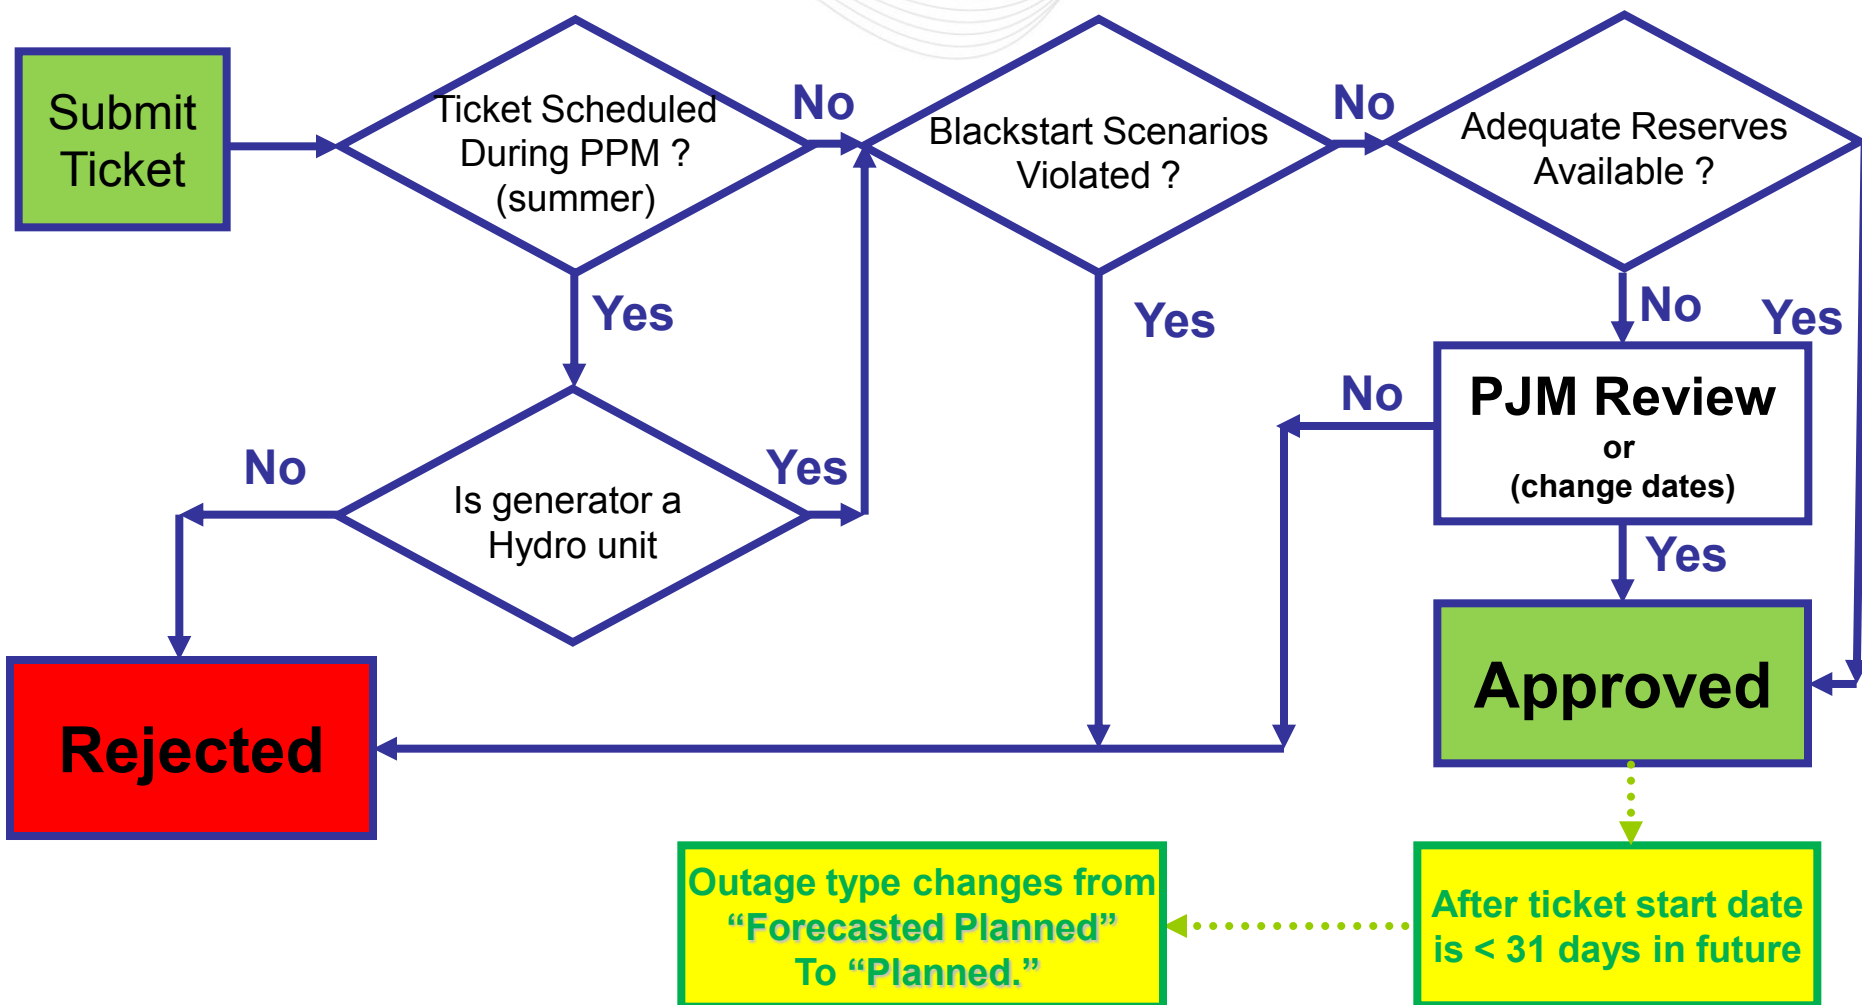 Submit
Ticket
Ticket Scheduled
During PPM ?
(summer)
No
Blackstart Scenarios
Violated ?
No
Adequate Reserves
Available ?
Yes
Yes
No
Yes
No
Is generator a
Hydro unit
Yes
No
PJM Review
or
(change dates)
Yes
Rejected
Approved
Outage type changes from
“Forecasted Planned”
To “Planned.”
After ticket start date
is < 31 days in future